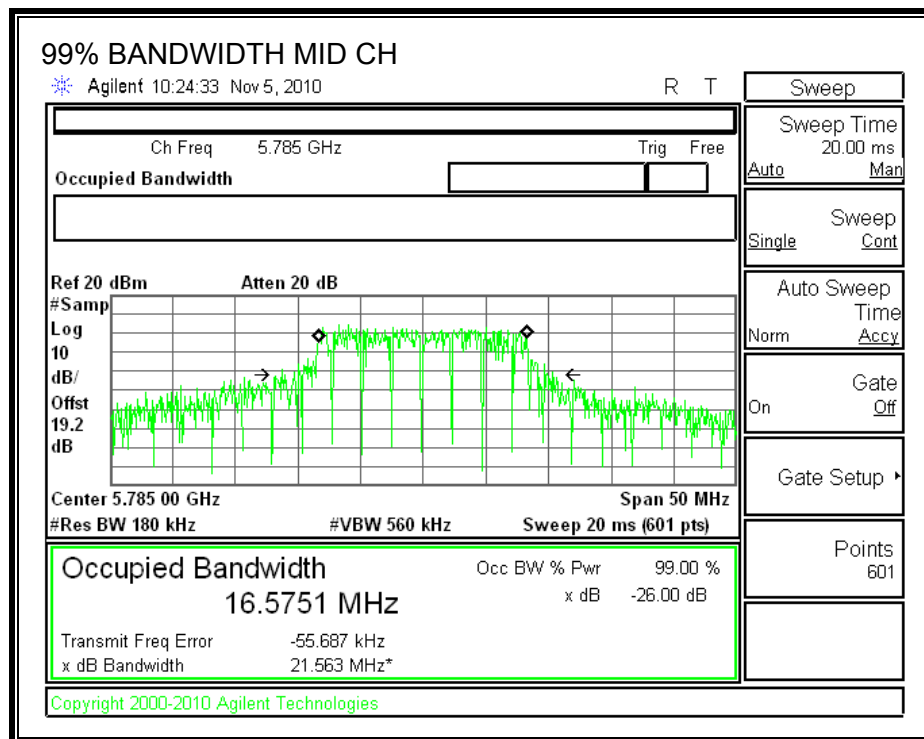 99% BANDWIDTH MID CH
Agilent 10:24:33 Nov 5, 2010 R T
Ch Freq 5.785 GHz Trig Free
Occupied Bandwidth
Ref 20 dBm Atten 20 dB
#Samp
Log
10
dB/
Offst
19.2
dB
Center 5.785 00 GHz Span 50 MHz
#Res BW 180 kHz #VBW 560 kHz Sweep 20 ms (601 pts)
Occupied Bandwidth
16.5751 MHz
Occ BW % Pwr 99.00 %
x dB -26.00 dB
Transmit Freq Error -55.687 kHz
x dB Bandwidth 21.563 MHz*
Copyright 2000-2010 Agilent Technologies
Sweep
Sweep Time
20.00 ms
Auto Man
Sweep
Single Cont
Auto Sweep
Time
Norm Accy
Gate
On Off
Gate Setup
Points
601